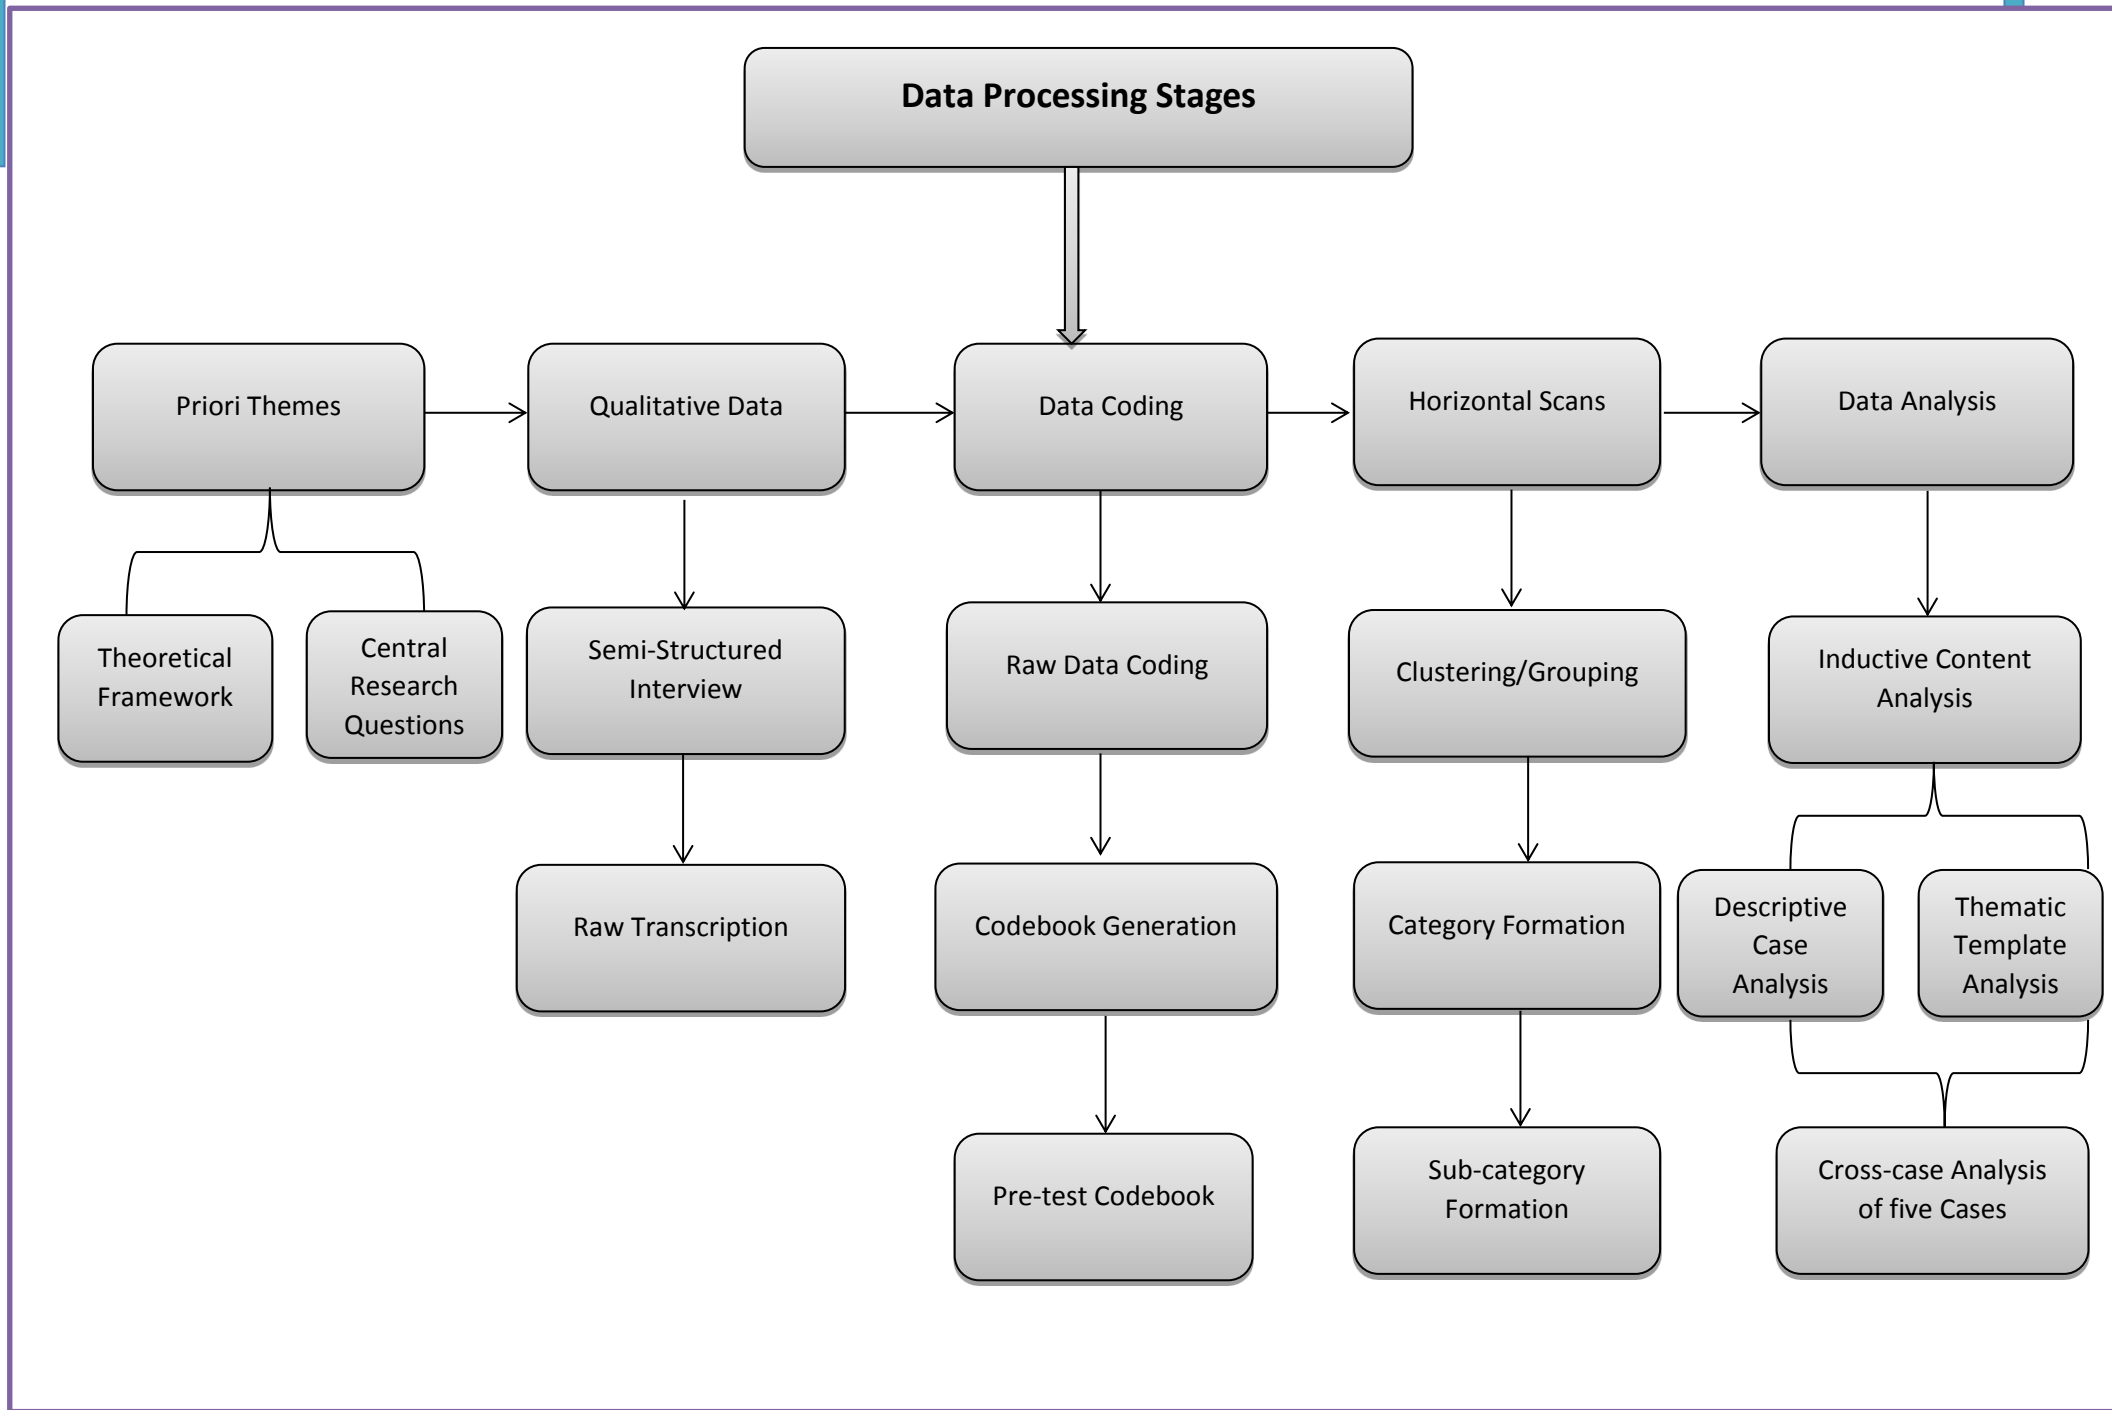 Data Processing Stages
Priori Themes
Qualitative Data
Data Coding
Horizontal Scans
Data Analysis
Theoretical
Framework
Central
Research
Questions
Semi-Structured
Interview
Raw Data Coding
Clustering/Grouping
Inductive Content
Analysis
Raw Transcription
Codebook Generation
Category Formation
Descriptive
Case
Analysis
Thematic
Template
Analysis
Pre-test Codebook
Sub-category
Formation
Cross-case Analysis
of five Cases